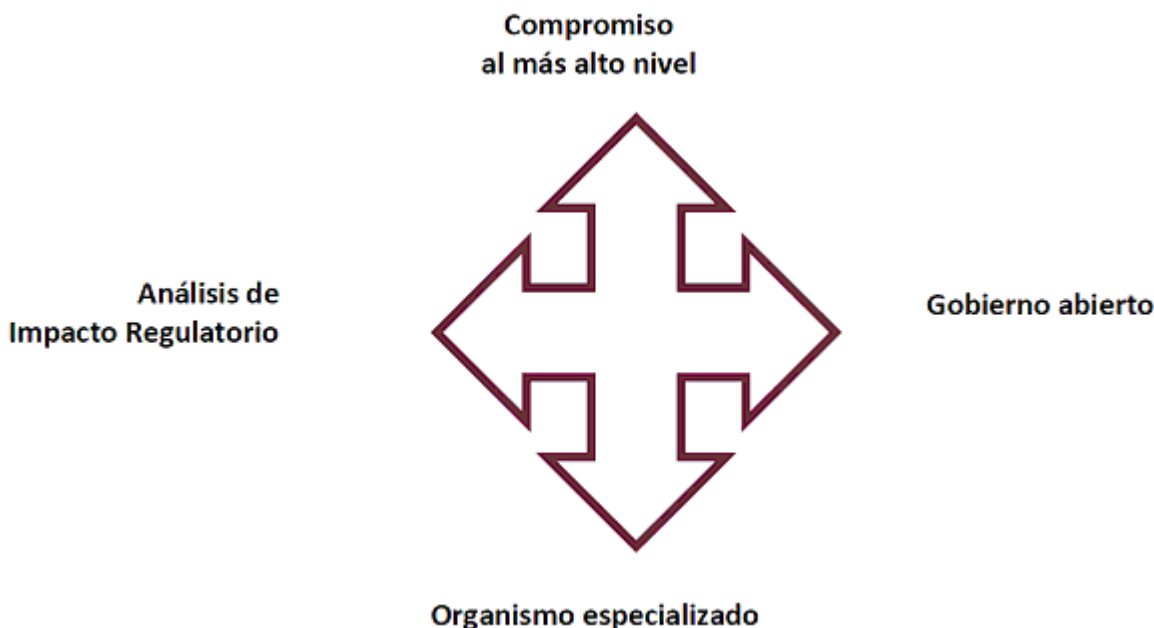 Compromiso
al más alto nivel
Análisis de
Impacto Regulatorio
Gobierno abierto
Organismo especializado